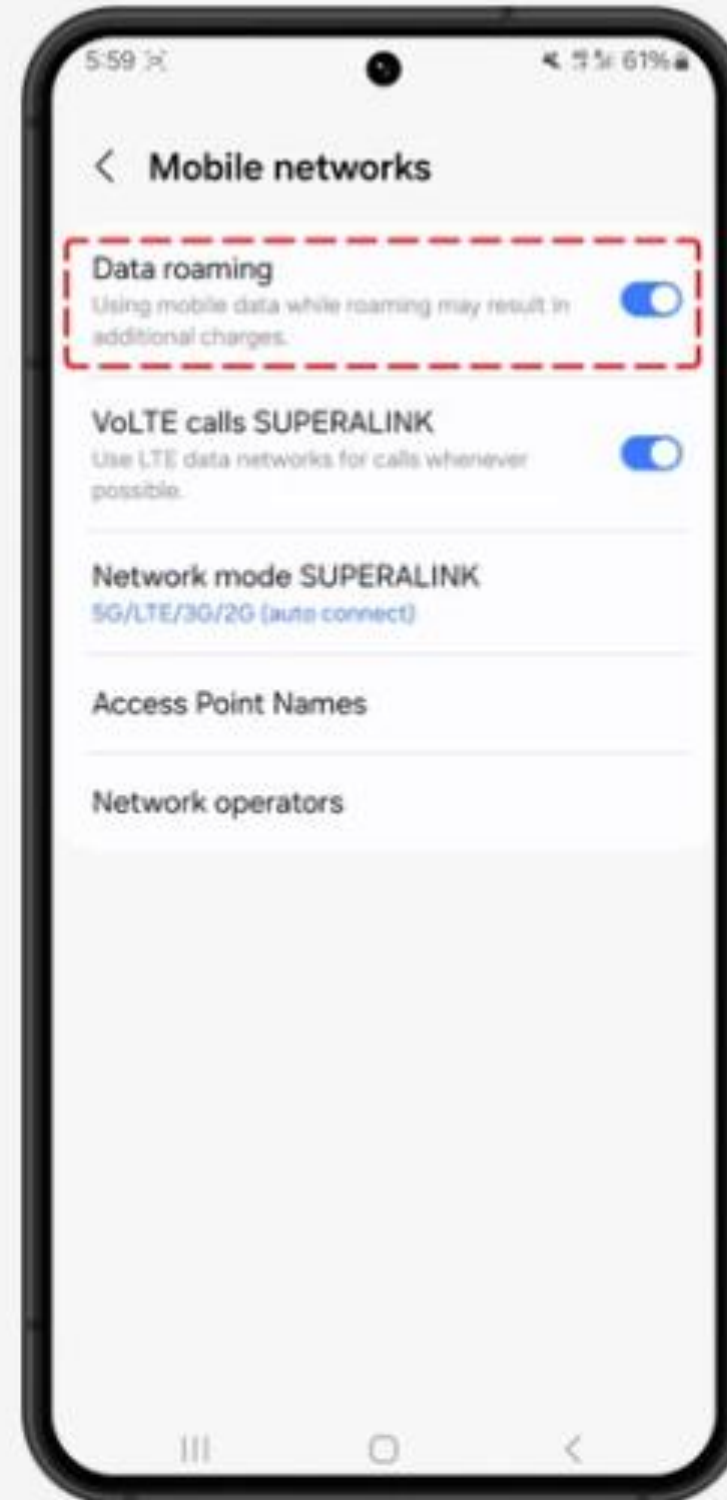 5:59
61%
Mobile networks
Data roaming
Using mobile data while roaming may result in
additional charges.
VoLTE calls SUPERALINK
Use LTE data networks for calls whenever
possible.
Network mode SUPERALINK
5G/LTE/3G/2G (auto connect)
Access Point Names
Network operators